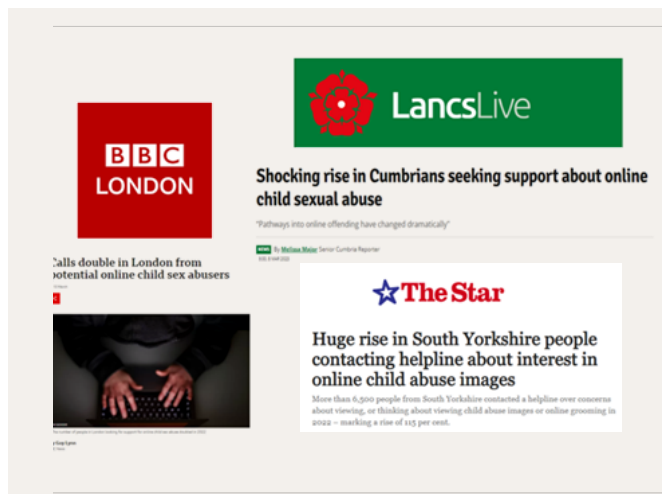 BBC
LONDON
Calls double in London from
potential online child sex abusers
LancsLive
Shocking rise in Cumbrians seeking support about online
child sexual abuse
"Pathways into online offending have changed dramatically"
NEWS By Melissa Major Senior Cumbria Reporter
The Star
Huge rise in South Yorkshire people
contacting helpline about interest in
online child abuse images
More than 6,500 people from South Yorkshire contacted a helpline over concerns
about viewing, or thinking about viewing child abuse images or online grooming in
2022 – marking a rise of 115 per cent.